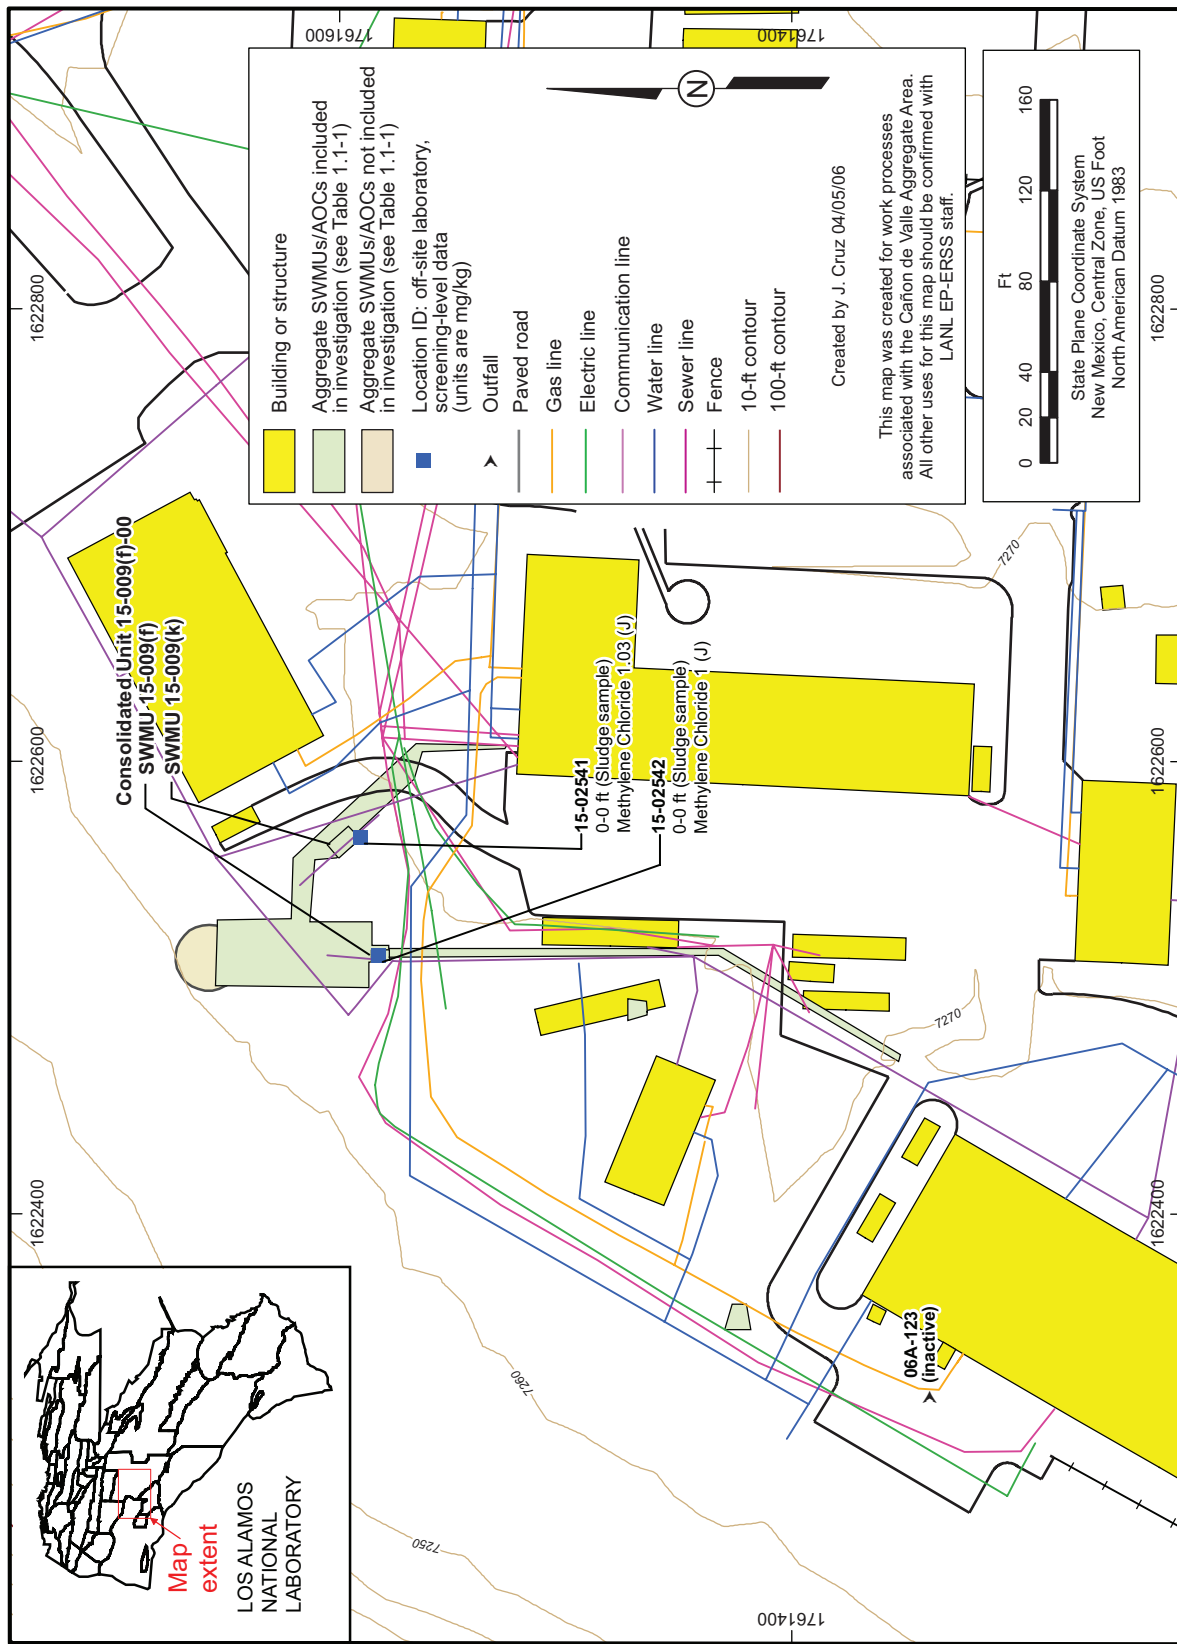 1622800
1622600
1622400
1761600
1761400
1761400
1622800
1622600
1622400
Consolidated Unit 15-009(f)-00
SWMU 15-009(f)
SWMU 15-009(k)
15-02541
0-0 ft (Sludge sample)
Methylene Chloride 1.03 (J)
15-02542
0-0 ft (Sludge sample)
Methylene Chloride 1 (J)
06A-123
(inactive)
7270
7270
7260
7250
Map
extent
LOS ALAMOS
NATIONAL
LABORATORY
Building or structure
Aggregate SWMUs/AOCs included
in investigation (see Table 1.1-1)
Aggregate SWMUs/AOCs not included
in investigation (see Table 1.1-1)
Location ID: off-site laboratory,
screening-level data
(units are mg/kg)
Outfall
Paved road
Gas line
Electric line
Communication line
Water line
Sewer line
Fence
10-ft contour
100-ft contour
N
Created by J. Cruz 04/05/06
This map was created for work processes
associated with the Cañon de Valle Aggregate Area.
All other uses for this map should be confirmed with
LANL EP-ERSS staff.
Ft
0 20 40 80 120 160
State Plane Coordinate System
New Mexico, Central Zone, US Foot
North American Datum 1983